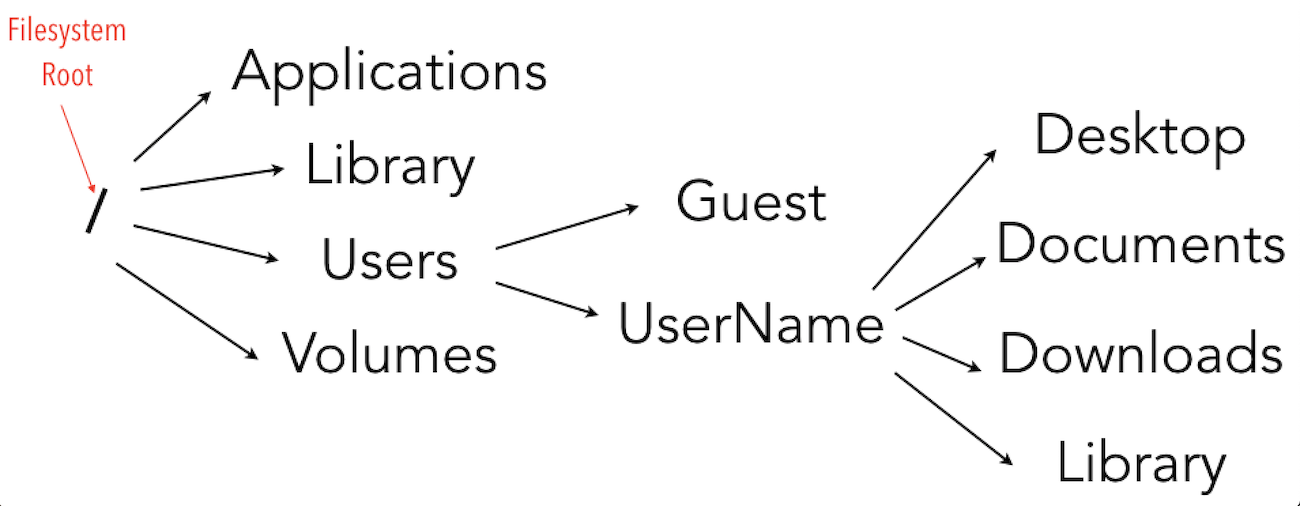 Filesystem
Root
/
Applications
Library
Users
Volumes
Guest
UserName
Desktop
Documents
Downloads
Library